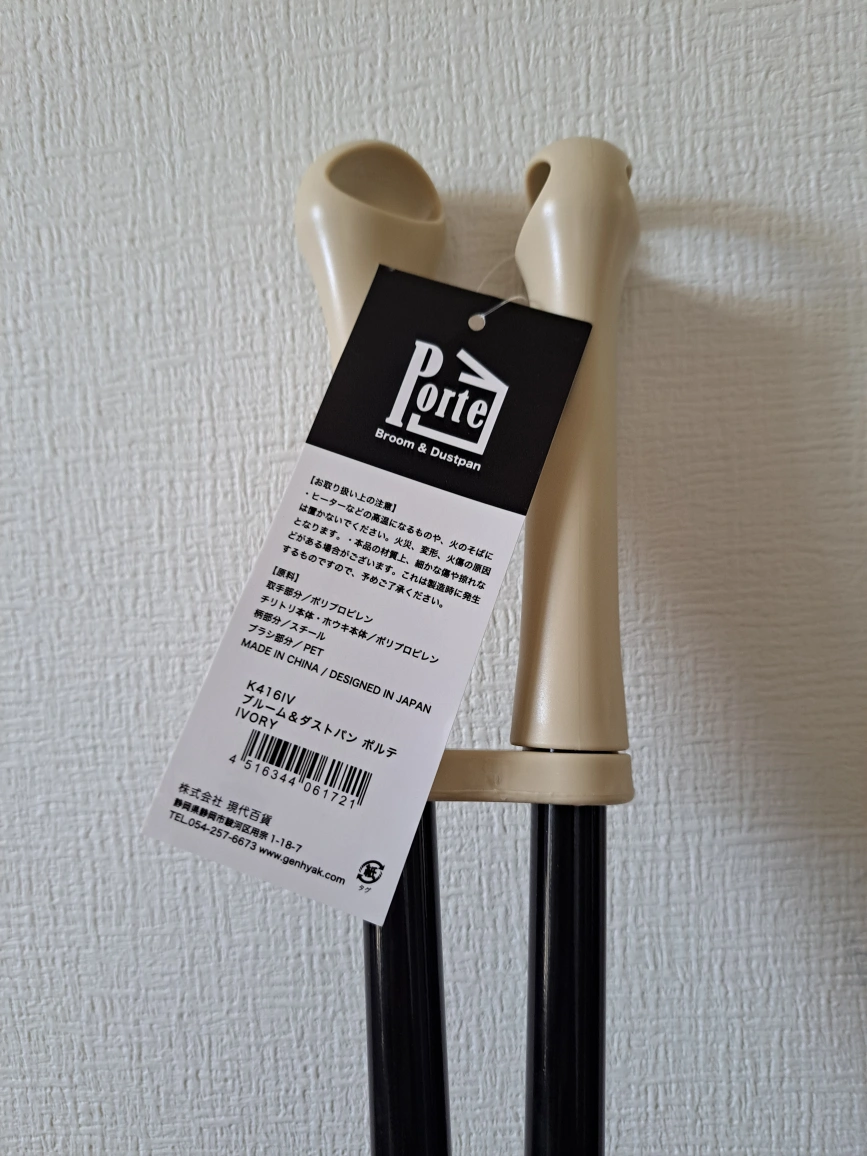 Porte
Broom & Dustpan
【お取り扱い上の注意】
・ヒーターなどの高温になるものや、火のそばに
は置かないでください。火災、変形、火傷の原因
となります。・本品の材質上、細かな傷や掠れな
どがある場合がございます。これは製造時に発生
するものですので、予めご了承ください。
【原料】
取手部分／ポリプロピレン
チリトリ本体・ホウキ本体／ポリプロピレン
柄部分／スチール
ブラシ部分／PET
MADE IN CHINA / DESIGNED IN JAPAN
K416IV
ブルーム＆ダストパン ポルテ
IVORY
4 516344 061721
株式会社 現代百貨
静岡県静岡市駿河区用宗 1-18-7
TEL.054-257-6673 www.genhyak.com
紙
タグ